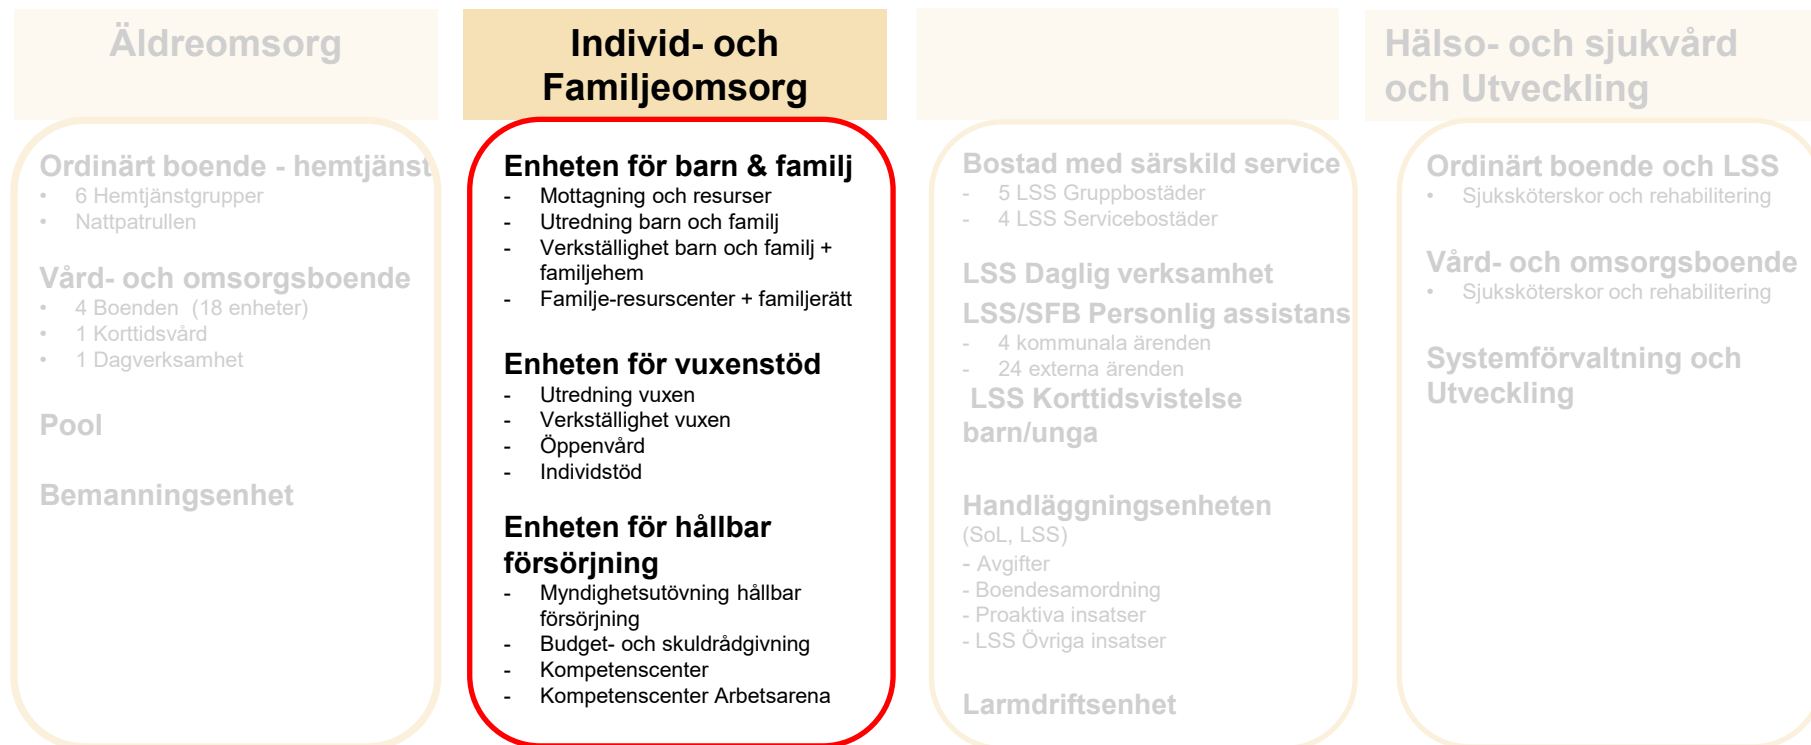 Äldreomsorg
Ordinärt boende - hemtjänst
• 6 Hemtjänstgrupper
• Nattpatrullen
Vård- och omsorgsboende
• 4 Boenden (18 enheter)
• 1 Korttidsvård
• 1 Dagverksamhet
Pool
Bemanningsenhet
Individ- och
Familjeomsorg
Enheten för barn & familj
- Mottagning och resurser
- Utredning barn och familj
- Verkställighet barn och familj +
familjehem
- Familje-resurscenter + familjerätt
Enheten för vuxenstöd
- Utredning vuxen
- Verkställighet vuxen
- Öppenvård
- Individstöd
Enheten för hållbar
försörjning
- Myndighetsutövning hållbar
försörjning
- Budget- och skuldrådgivning
- Kompetenscenter
- Kompetenscenter Arbetsarena
Bostad med särskild service
- 5 LSS Gruppbostäder
- 4 LSS Servicebostäder
LSS Daglig verksamhet
LSS/SFB Personlig assistans
- 4 kommunala ärenden
- 24 externa ärenden
LSS Korttidsvistelse
barn/unga
Handläggningsenheten
(SoL, LSS)
- Avgifter
- Boendesamordning
- Proaktiva insatser
- LSS Övriga insatser
Larmdriftsenhet
Hälso- och sjukvård
och Utveckling
Ordinärt boende och LSS
• Sjuksköterskor och rehabilitering
Vård- och omsorgsboende
• Sjuksköterskor och rehabilitering
Systemförvaltning och
Utveckling